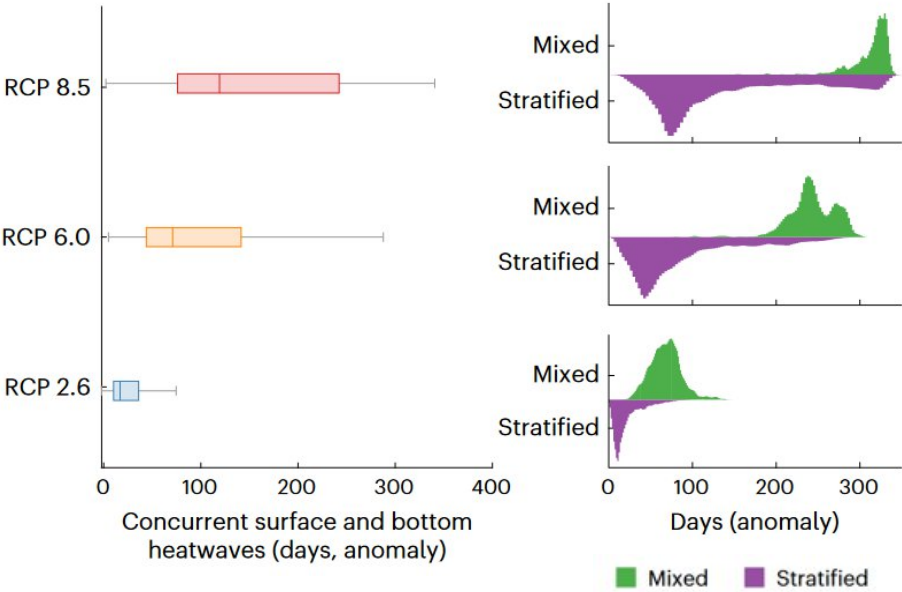 RCP 8.5
RCP 6.0
RCP 2.6
0 100 200 300 400
Concurrent surface and bottom
heatwaves (days, anomaly)
Mixed
Stratified
Mixed
Stratified
Mixed
Stratified
0 100 200 300
Days (anomaly)
Mixed Stratified